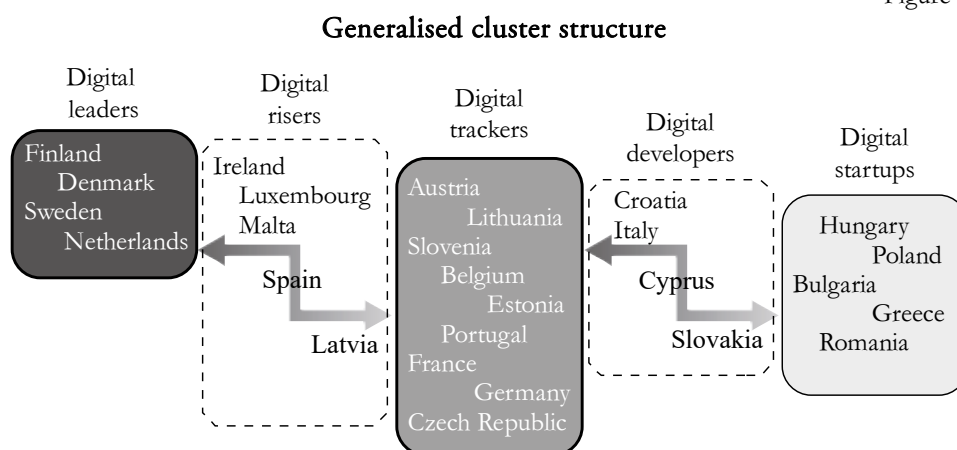 Figure
Generalised cluster structure
Digital
leaders
Finland
Denmark
Sweden
Netherlands
Digital
risers
Ireland
Luxembourg
Malta
Spain
Latvia
Digital
trackers
Austria
Lithuania
Slovenia
Belgium
Estonia
Portugal
France
Germany
Czech Republic
Digital
developers
Croatia
Italy
Cyprus
Slovakia
Digital
startups
Hungary
Poland
Bulgaria
Greece
Romania